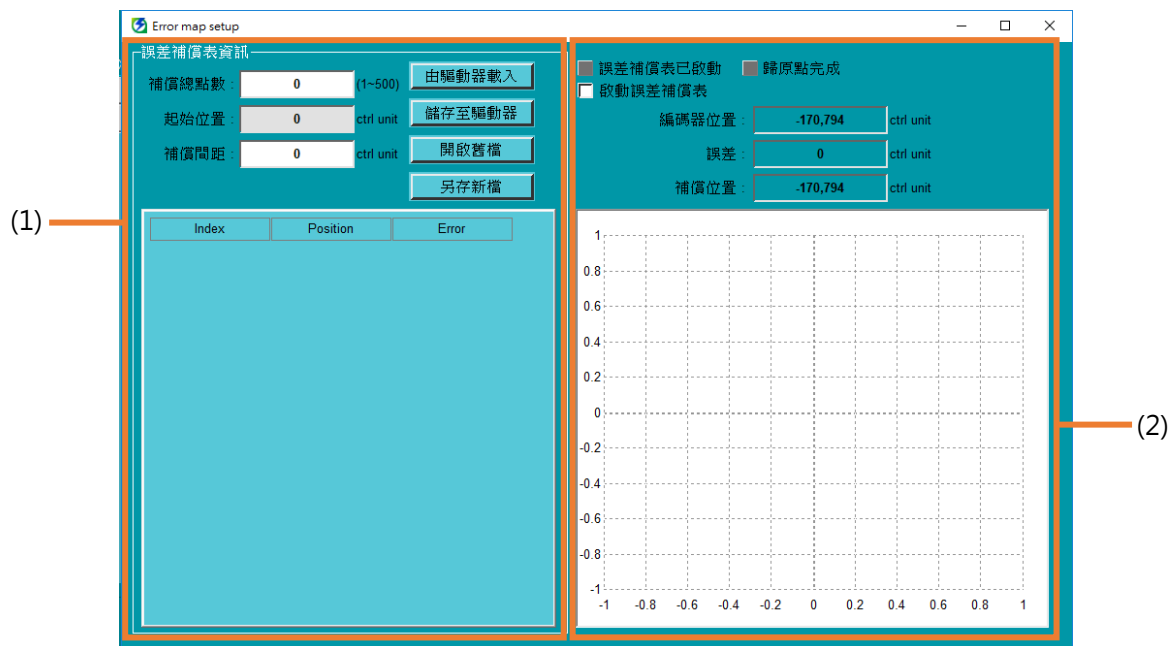 Error map setup
誤差補償表資訊
補償總點數 : 0 (1~500) 由驅動器載入
起始位置 : 0 ctrl unit 儲存至驅動器
補償間距 : 0 ctrl unit 開啟舊檔
另存新檔
Index Position Error
(1)
誤差補償表已啟動 歸原點完成
啟動誤差補償表
編碼器位置 : -170,794 ctrl unit
誤差 : 0 ctrl unit
補償位置 : -170,794 ctrl unit
1
0.8
0.6
0.4
0.2
0
-0.2
-0.4
-0.6
-0.8
-1
-1 -0.8 -0.6 -0.4 -0.2 0 0.2 0.4 0.6 0.8 1
(2)